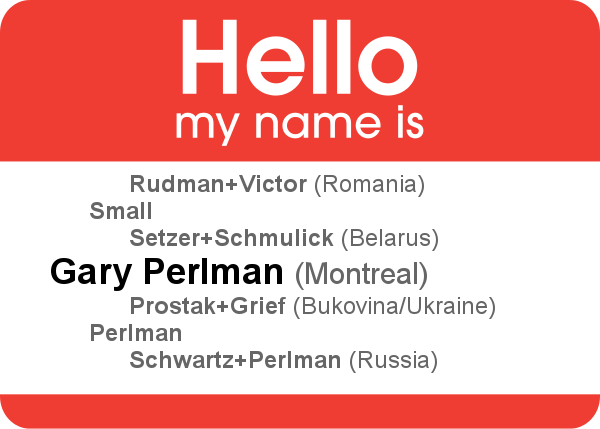 Hello
my name is
Rudman+Victor (Romania)
Small
Setzer+Schmulick (Belarus)
Gary Perlman (Montreal)
Prostak+Grief (Bukovina/Ukraine)
Perlman
Schwartz+Perlman (Russia)